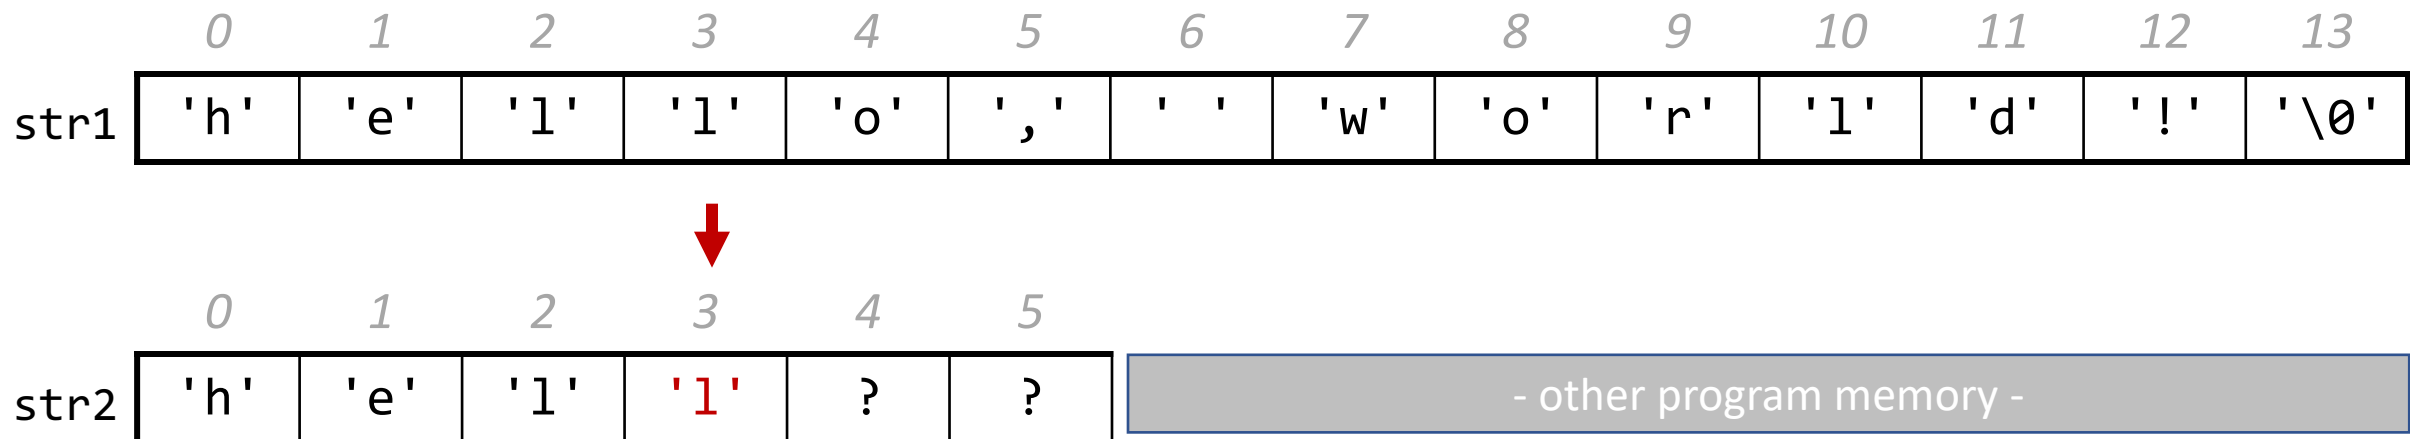 0 1 2 3 4 5 6 7 8 9 10 11 12 13
str1 'h' 'e' 'l' 'l' 'o' ',' ' ' 'w' 'o' 'r' 'l' 'd' '!' '\0'
0 1 2 3 4 5
str2 'h' 'e' 'l' 'l' ? ? - other program memory -